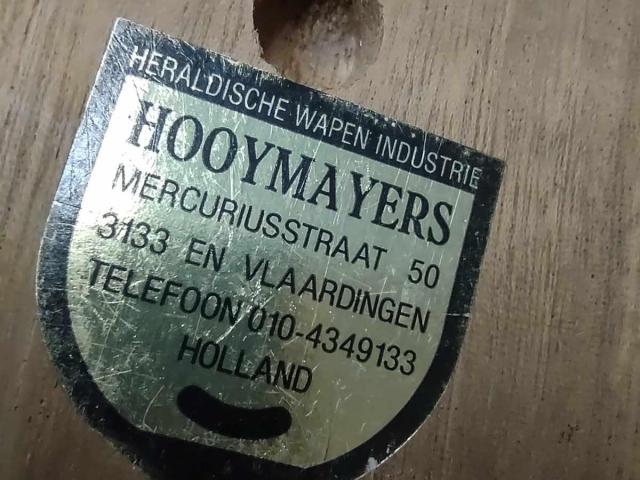 HERALDISCHE WAPEN INDUSTRIE
HOOYMAYERS
MERCURIUSSTRAAT 50
3133 EN VLAARDINGEN
TELEFOON 010-4349133
HOLLAND